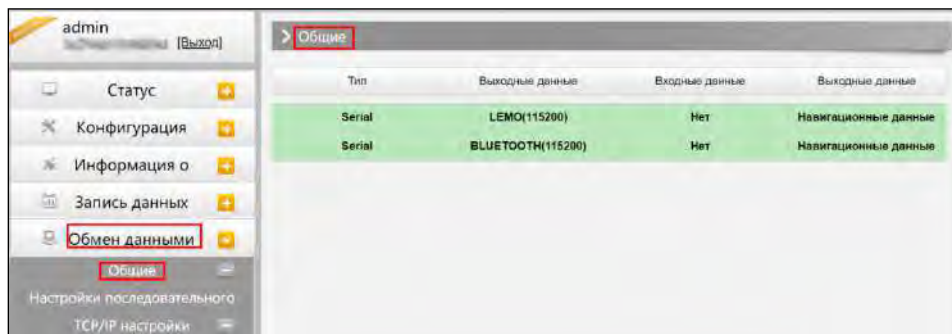 admin
[Выход]
Статус
Конфигурация
Информация о
Запись данных
Обмен данными
Общие
Настройки последовательного
TCP/IP настройки
Общие
Тип Выходные данные Входные данные Выходные данные
Serial LEMO(115200) Нет Навигационные данные
Serial BLUETOOTH(115200) Нет Навигационные данные